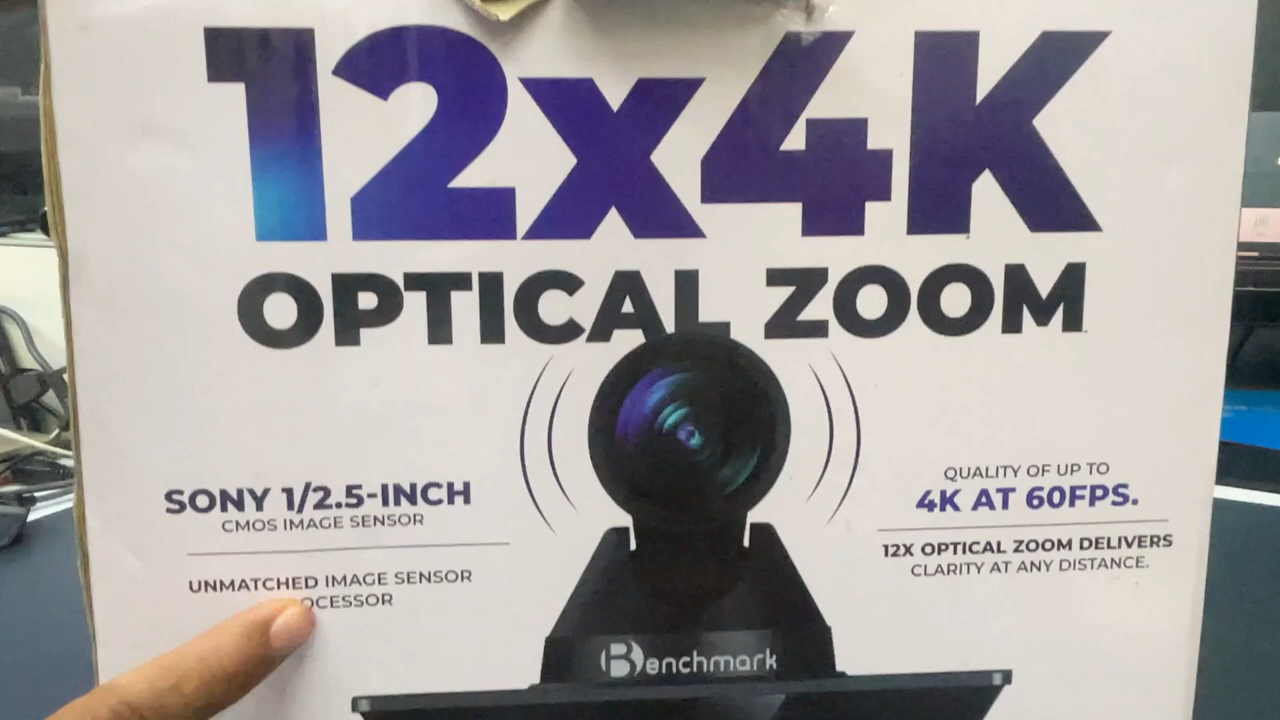 12x4K
OPTICAL ZOOM
SONY 1/2.5-INCH
CMOS IMAGE SENSOR
UNMATCHED IMAGE SENSOR
QUALITY OF UP TO
4K AT 60FPS.
12X OPTICAL ZOOM DELIVERS
CLARITY AT ANY DISTANCE.
Benchmark